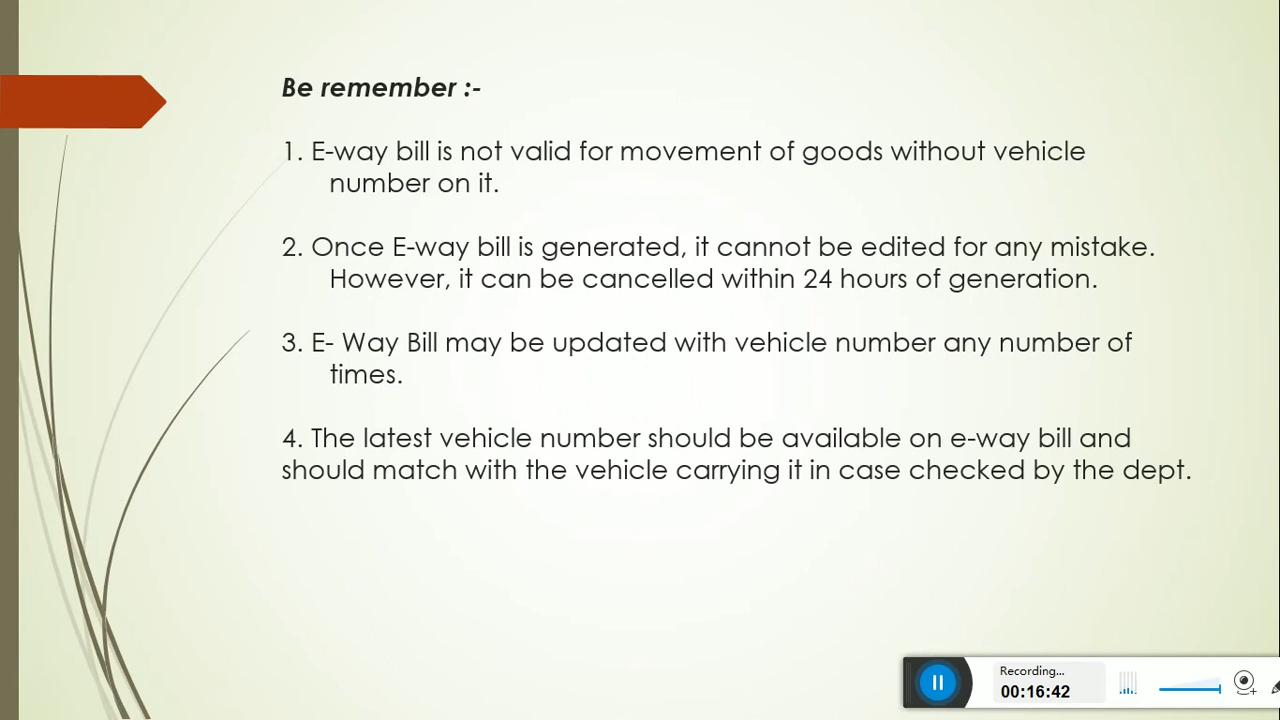 Be remember :-
1. E-way bill is not valid for movement of goods without vehicle
number on it.
2. Once E-way bill is generated, it cannot be edited for any mistake.
However, it can be cancelled within 24 hours of generation.
3. E- Way Bill may be updated with vehicle number any number of
times.
4. The latest vehicle number should be available on e-way bill and
should match with the vehicle carrying it in case checked by the dept.
Recording...
00:16:42